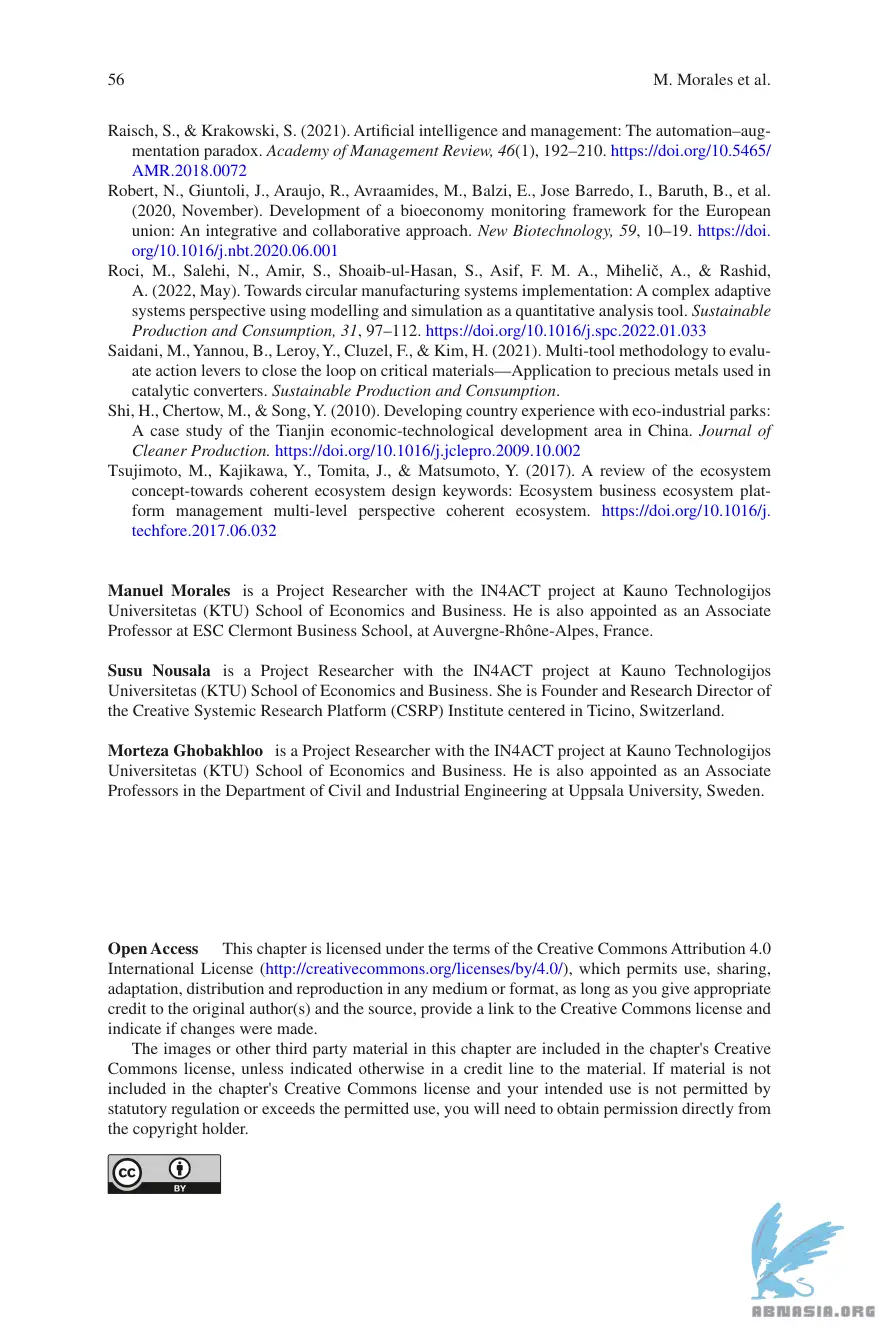 56
M. Morales et al.
Raisch, S., & Krakowski, S. (2021). Artificial intelligence and management: The automation–aug-
mentation paradox. Academy of Management Review, 46(1), 192–210. https://doi.org/10.5465/
AMR.2018.0072
Robert, N., Giuntoli, J., Araujo, R., Avraamides, M., Balzi, E., Jose Barredo, I., Baruth, B., et al.
(2020, November). Development of a bioeconomy monitoring framework for the European
union: An integrative and collaborative approach. New Biotechnology, 59, 10–19. https://doi.
org/10.1016/j.nbt.2020.06.001
Roci, M., Salehi, N., Amir, S., Shoaib-ul-Hasan, S., Asif, F. M. A., Mihelič, A., & Rashid,
A. (2022, May). Towards circular manufacturing systems implementation: A complex adaptive
systems perspective using modelling and simulation as a quantitative analysis tool. Sustainable
Production and Consumption, 31, 97–112. https://doi.org/10.1016/j.spc.2022.01.033
Saidani, M., Yannou, B., Leroy, Y., Cluzel, F., & Kim, H. (2021). Multi-tool methodology to evalu-
ate action levers to close the loop on critical materials—Application to precious metals used in
catalytic converters. Sustainable Production and Consumption.
Shi, H., Chertow, M., & Song, Y. (2010). Developing country experience with eco-industrial parks:
A case study of the Tianjin economic-technological development area in China. Journal of
Cleaner Production. https://doi.org/10.1016/j.jclepro.2009.10.002
Tsujimoto, M., Kajikawa, Y., Tomita, J., & Matsumoto, Y. (2017). A review of the ecosystem
concept-towards coherent ecosystem design keywords: Ecosystem business ecosystem plat-
form management multi-level perspective coherent ecosystem. https://doi.org/10.1016/j.
techfore.2017.06.032
Manuel Morales is a Project Researcher with the IN4ACT project at Kauno Technologijos
Universitetas (KTU) School of Economics and Business. He is also appointed as an Associate
Professor at ESC Clermont Business School, at Auvergne-Rhône-Alpes, France.
Susu Nousala is a Project Researcher with the IN4ACT project at Kauno Technologijos
Universitetas (KTU) School of Economics and Business. She is Founder and Research Director of
the Creative Systemic Research Platform (CSRP) Institute centered in Ticino, Switzerland.
Morteza Ghobakhloo is a Project Researcher with the IN4ACT project at Kauno Technologijos
Universitetas (KTU) School of Economics and Business. He is also appointed as an Associate
Professors in the Department of Civil and Industrial Engineering at Uppsala University, Sweden.
Open Access This chapter is licensed under the terms of the Creative Commons Attribution 4.0
International License (http://creativecommons.org/licenses/by/4.0/), which permits use, sharing,
adaptation, distribution and reproduction in any medium or format, as long as you give appropriate
credit to the original author(s) and the source, provide a link to the Creative Commons license and
indicate if changes were made.
The images or other third party material in this chapter are included in the chapter's Creative
Commons license, unless indicated otherwise in a credit line to the material. If material is not
included in the chapter's Creative Commons license and your intended use is not permitted by
statutory regulation or exceeds the permitted use, you will need to obtain permission directly from
the copyright holder.
cc
BY
ABNASIA.ORG